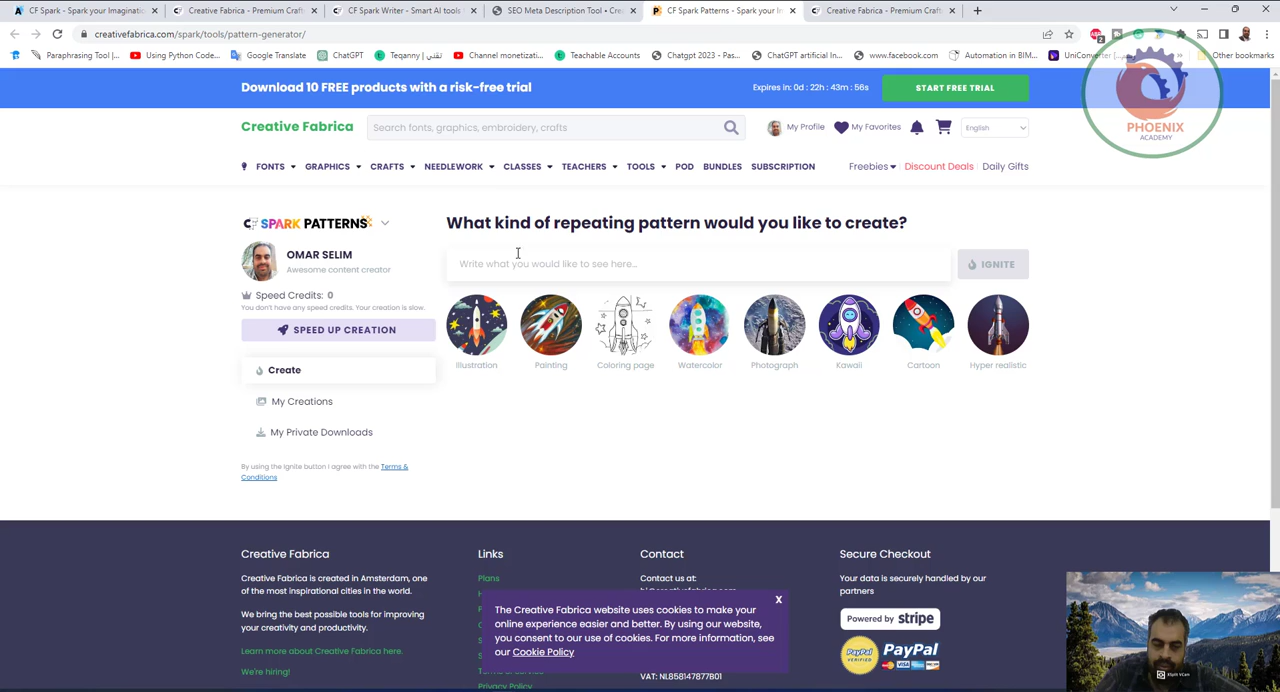 CF Spark - Spark your Imagination
Creative Fabrica - Premium Craft
CF Spark Writer - Smart AI tools
SEO Meta Description Tool • Crea
CF Spark Patterns - Spark your In
Creative Fabrica - Premium Craft
creativefabrica.com/spark/tools/pattern-generator/
Paraphrasing Tool |...
Using Python Code...
Google Translate
ChatGPT
Teqanny | تقني
Channel monetizati...
Teachable Accounts
Chatgpt 2023 - Pas...
ChatGPT artificial In...
www.facebook.com
Automation in BIM...
UniConverter
Other bookmarks
Download 10 FREE products with a risk-free trial
Expires in: 0d : 22h : 43m : 56s
START FREE TRIAL
PHOENIX
ACADEMY
Creative Fabrica
Search fonts, graphics, embroidery, crafts
My Profile
My Favorites
English
FONTS
GRAPHICS
CRAFTS
NEEDLEWORK
CLASSES
TEACHERS
TOOLS
POD
BUNDLES
SUBSCRIPTION
Freebies
Discount Deals
Daily Gifts
CF SPARK PATTERNS
OMAR SELIM
Awesome content creator
Speed Credits: 0
You don't have any speed credits. Your creation is slow.
SPEED UP CREATION
Create
My Creations
My Private Downloads
By using the ignite button I agree with the Terms &
Conditions
What kind of repeating pattern would you like to create?
Write what you would like to see here...
IGNITE
Illustration
Painting
Coloring page
Watercolor
Photograph
Kawaii
Cartoon
Hyper realistic
Creative Fabrica
Creative Fabrica is created in Amsterdam, one
of the most inspirational cities in the world.
We bring the best possible tools for improving
your creativity and productivity.
Learn more about Creative Fabrica here.
We're hiring!
Links
Plans
Privacy Policy
Contact
Contact us at:
VAT: NL858147877B01
Secure Checkout
Your data is securely handled by our
partners
Powered by stripe
PayPal
VERIFIED
PayPal
VISA
The Creative Fabrica website uses cookies to make your
online experience easier and better. By using our website,
you consent to our use of cookies. For more information, see
our Cookie Policy
X
XSplit VCam